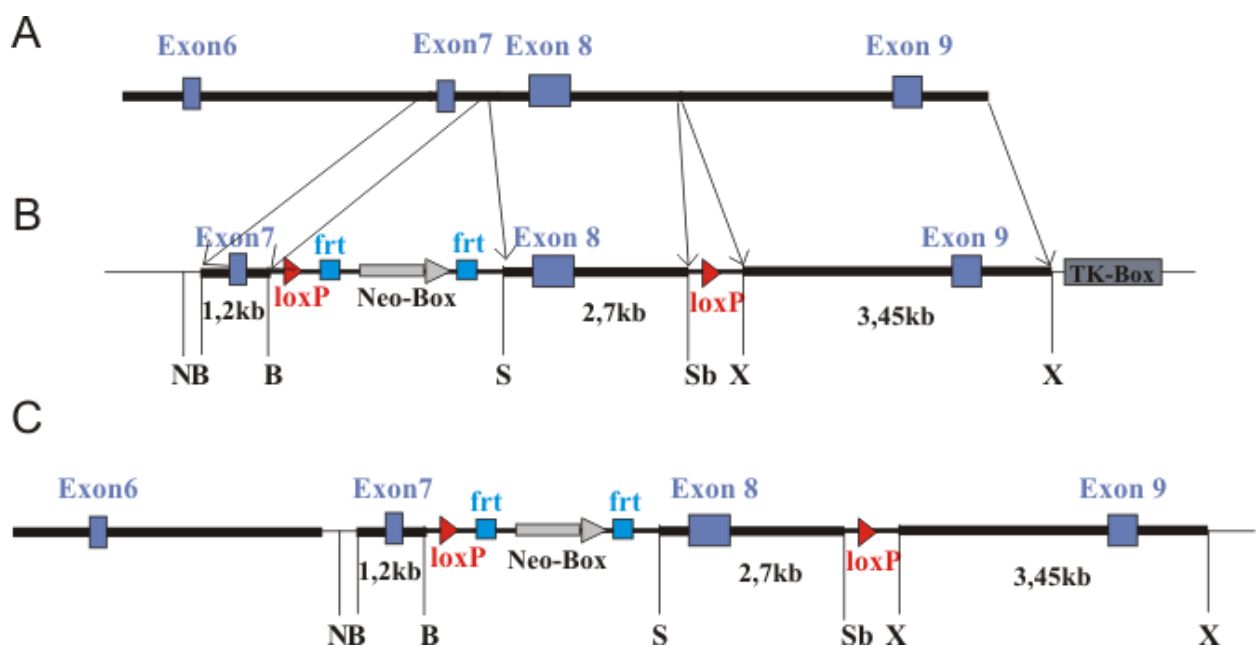 A
Exon6 Exon7 Exon 8 Exon 9
B
Exon7 frt frt Exon 8 Exon 9
TK-Box
loxP Neo-Box loxP
1,2kb 2,7kb 3,45kb
NB B S Sb X X
C
Exon6 Exon7 frt frt Exon 8 Exon 9
loxP Neo-Box loxP
1,2kb 2,7kb 3,45kb
NB B S Sb X X